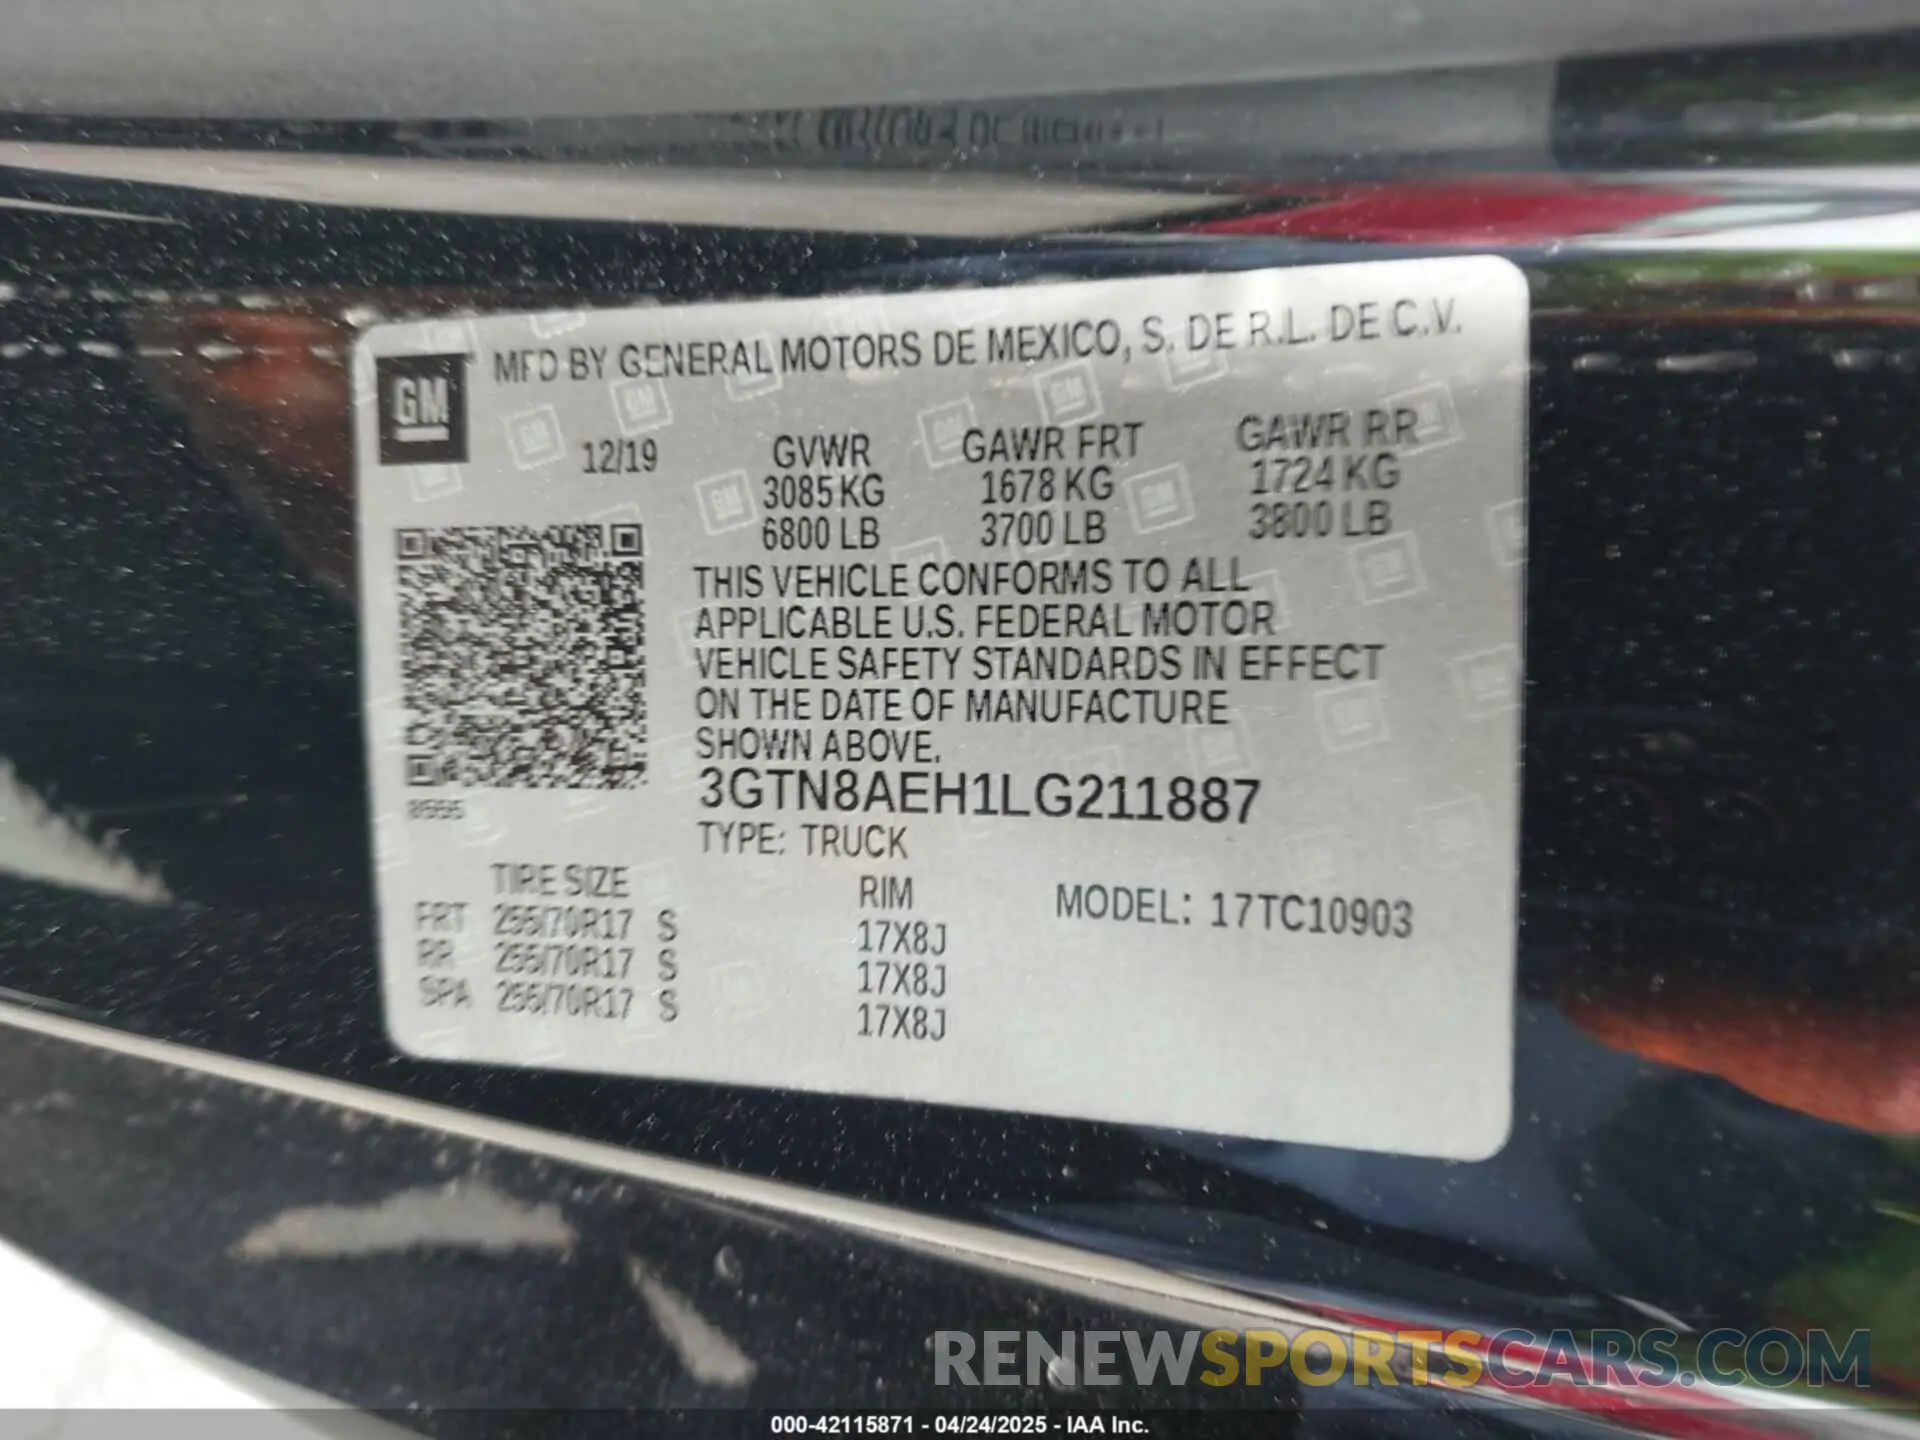 MFD BY GENERAL MOTORS DE MEXICO, S. DE R.L. DE C.V.
GM
12/19 GVWR GAWR FRT GAWR RR
3085 KG 1678 KG 1724 KG
6800 LB 3700 LB 3800 LB
THIS VEHICLE CONFORMS TO ALL
APPLICABLE U.S. FEDERAL MOTOR
VEHICLE SAFETY STANDARDS IN EFFECT
ON THE DATE OF MANUFACTURE
SHOWN ABOVE.
3GTN8AEH1LG211887
TYPE: TRUCK
TIRE SIZE RIM MODEL: 17TC10903
FRT 255/70R17 S 17X8J
RR 255/70R17 S 17X8J
SPA 255/70R17 S 17X8J
RENEWSPORTSCARS.COM
000-42115871 - 04/24/2025 - IAA Inc.